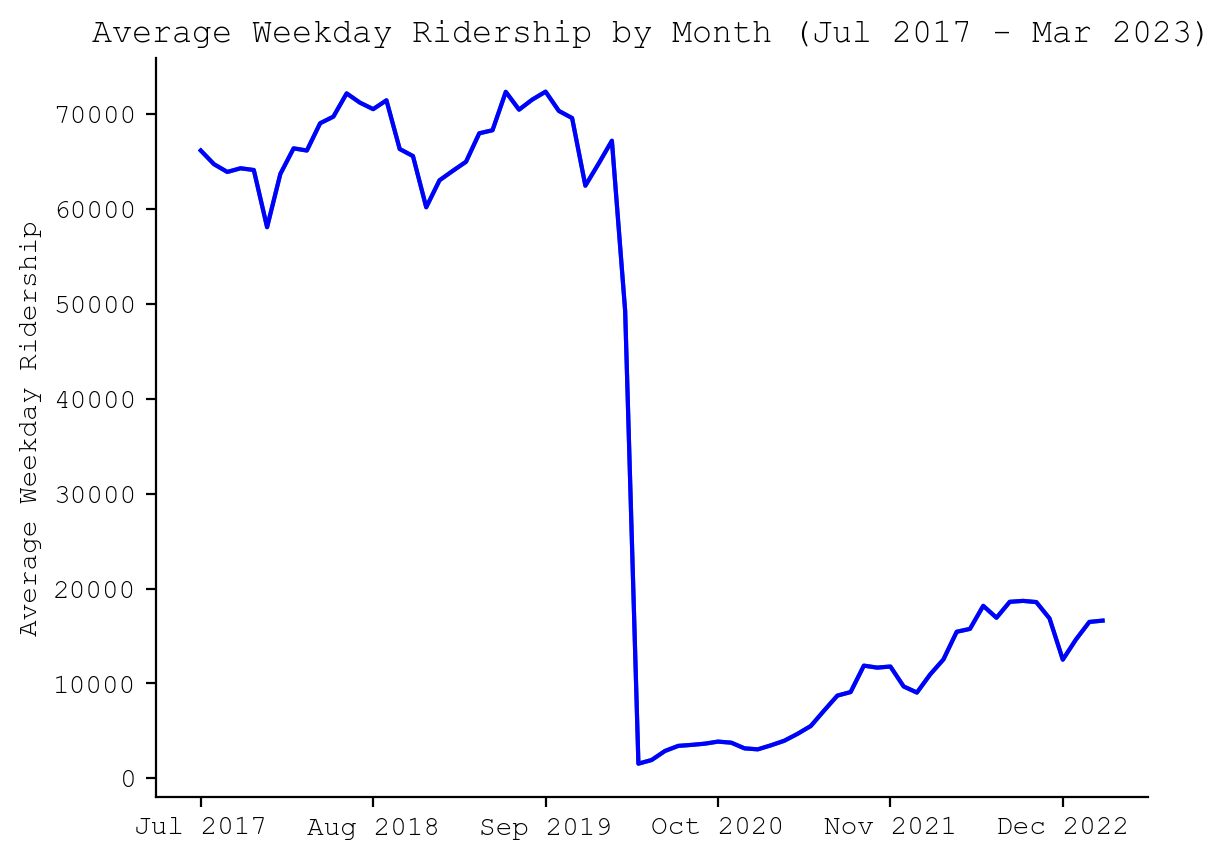 Average Weekday Ridership by Month (Jul 2017 - Mar 2023)
Average Weekday Ridership
70000
60000
50000
40000
30000
20000
10000
0
Jul 2017 Aug 2018 Sep 2019 Oct 2020 Nov 2021 Dec 2022